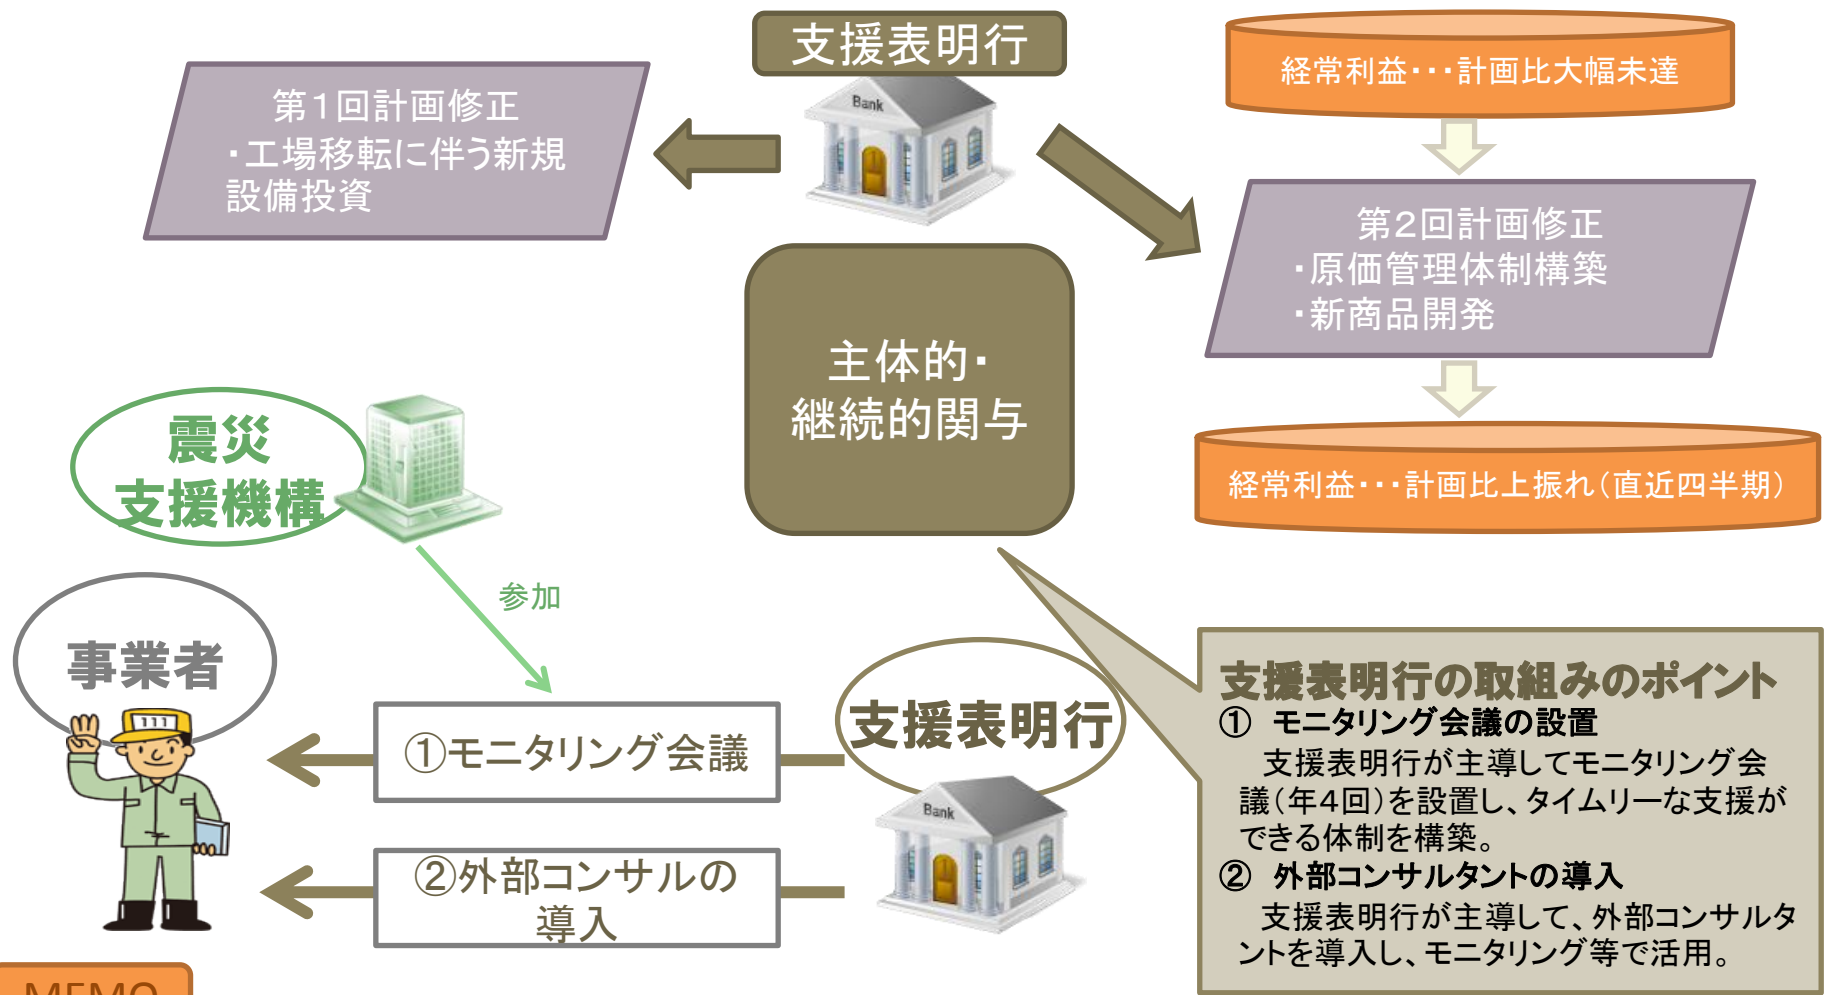 支援表明行
Bank
経常利益・・・計画比大幅未達
第１回計画修正
・工場移転に伴う新規
設備投資
第２回計画修正
・原価管理体制構築
・新商品開発
主体的・
継続的関与
経常利益・・・計画比上振れ（直近四半期）
震災
支援機構
参加
事業者
支援表明行
Bank
①モニタリング会議
②外部コンサルの
導入
支援表明行の取組みのポイント
① モニタリング会議の設置
支援表明行が主導してモニタリング会
議（年４回）を設置し、タイムリーな支援が
できる体制を構築。
② 外部コンサルタントの導入
支援表明行が主導して、外部コンサルタ
ントを導入し、モニタリング等で活用。
MEMO